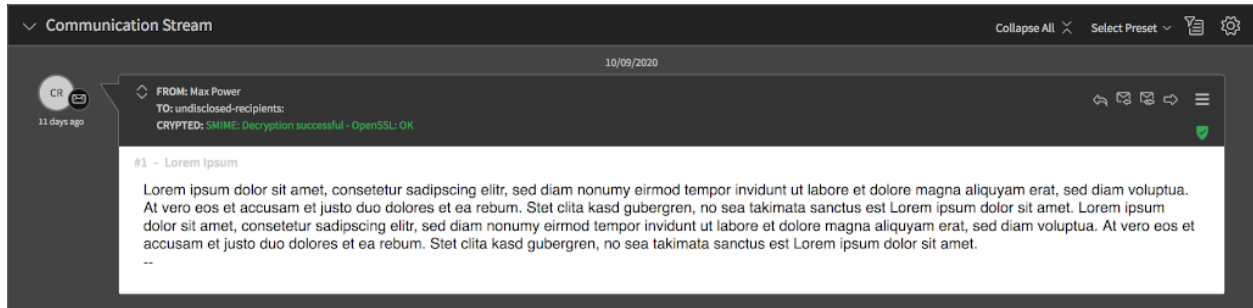 Communication Stream
Collapse All
Select Preset
10/09/2020
CR
11 days ago
FROM: Max Power
TO: undisclosed-recipients:
CRYPTED: SMIME: Decryption successful - OpenSSL: OK
#1 - Lorem Ipsum
Lorem ipsum dolor sit amet, consetetur sadipscing elitr, sed diam nonumy eirmod tempor invidunt ut labore et dolore magna aliquyam erat, sed diam voluptua.
At vero eos et accusam et justo duo dolores et ea rebum. Stet clita kasd gubergren, no sea takimata sanctus est Lorem ipsum dolor sit amet. Lorem ipsum
dolor sit amet, consetetur sadipscing elitr, sed diam nonumy eirmod tempor invidunt ut labore et dolore magna aliquyam erat, sed diam voluptua. At vero eos et
accusam et justo duo dolores et ea rebum. Stet clita kasd gubergren, no sea takimata sanctus est Lorem ipsum dolor sit amet.
--